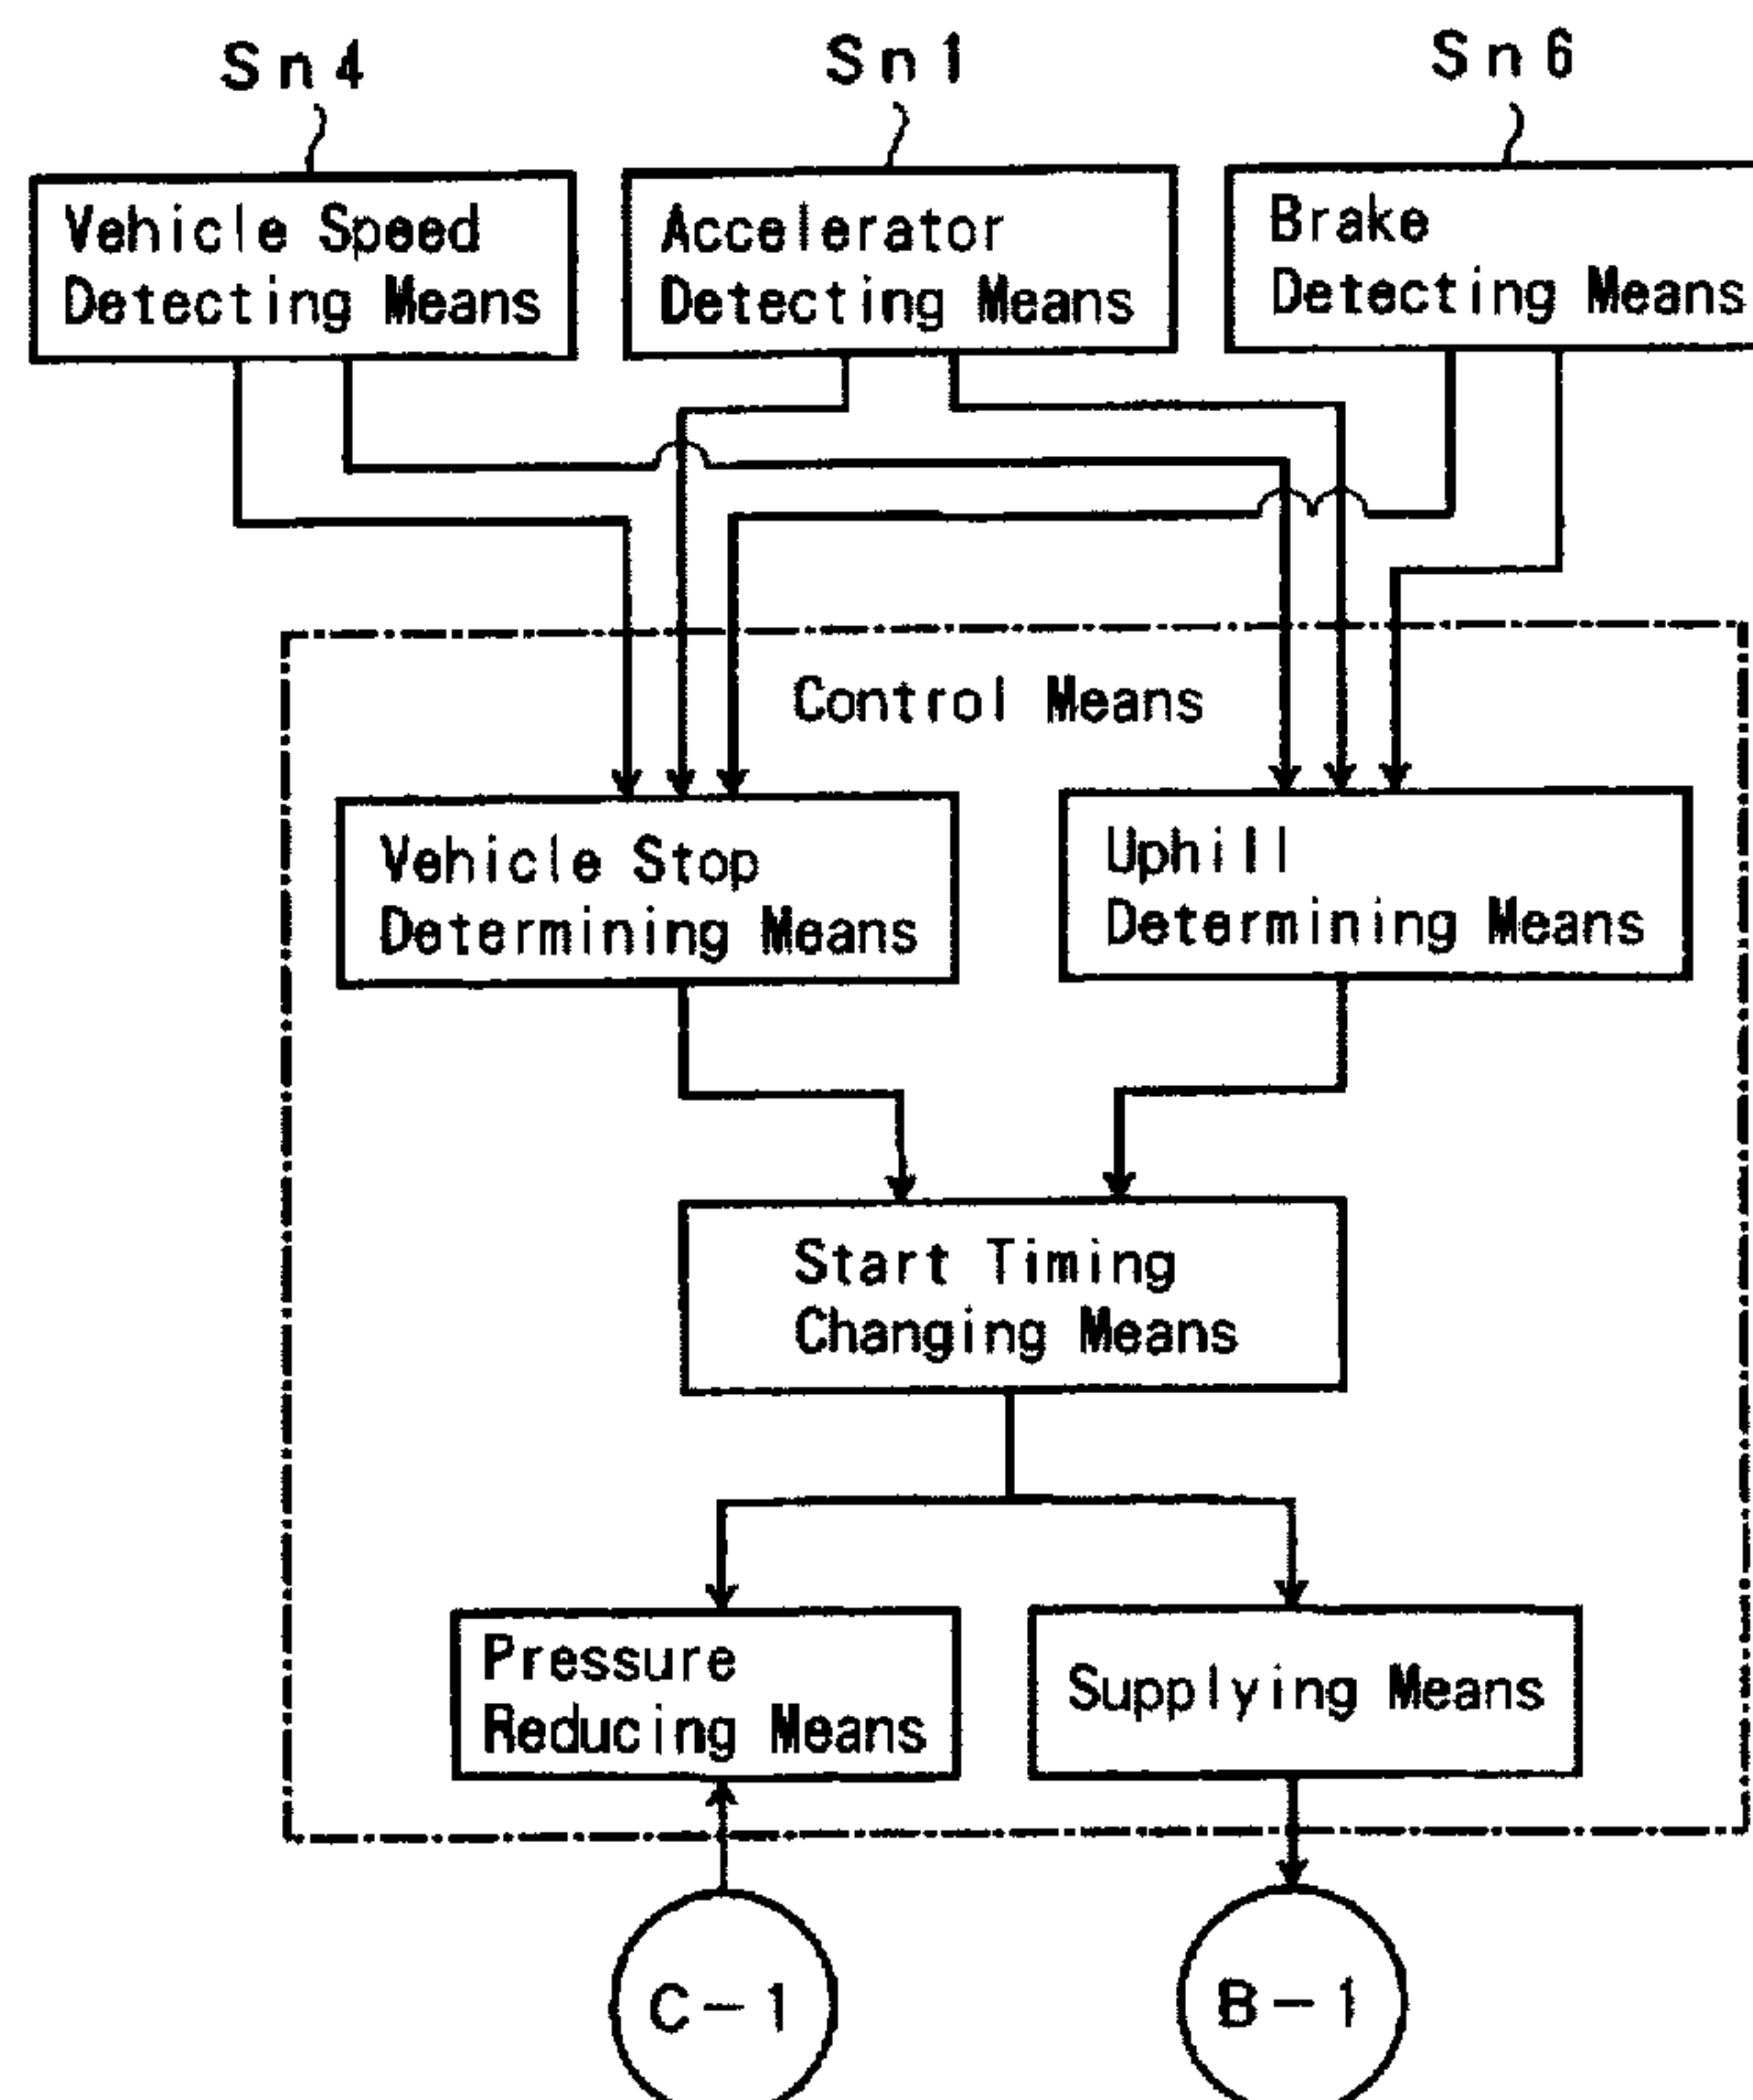 Sn4 Sn1 Sn6
Vehicle Speed
Detecting Means
Accelerator
Detecting Means
Brake
Detecting Means
Control Means
Vehicle Stop
Determining Means
Uphill
Determining Means
Start Timing
Changing Means
Pressure
Reducing Means
Supplying Means
C-1
B-1